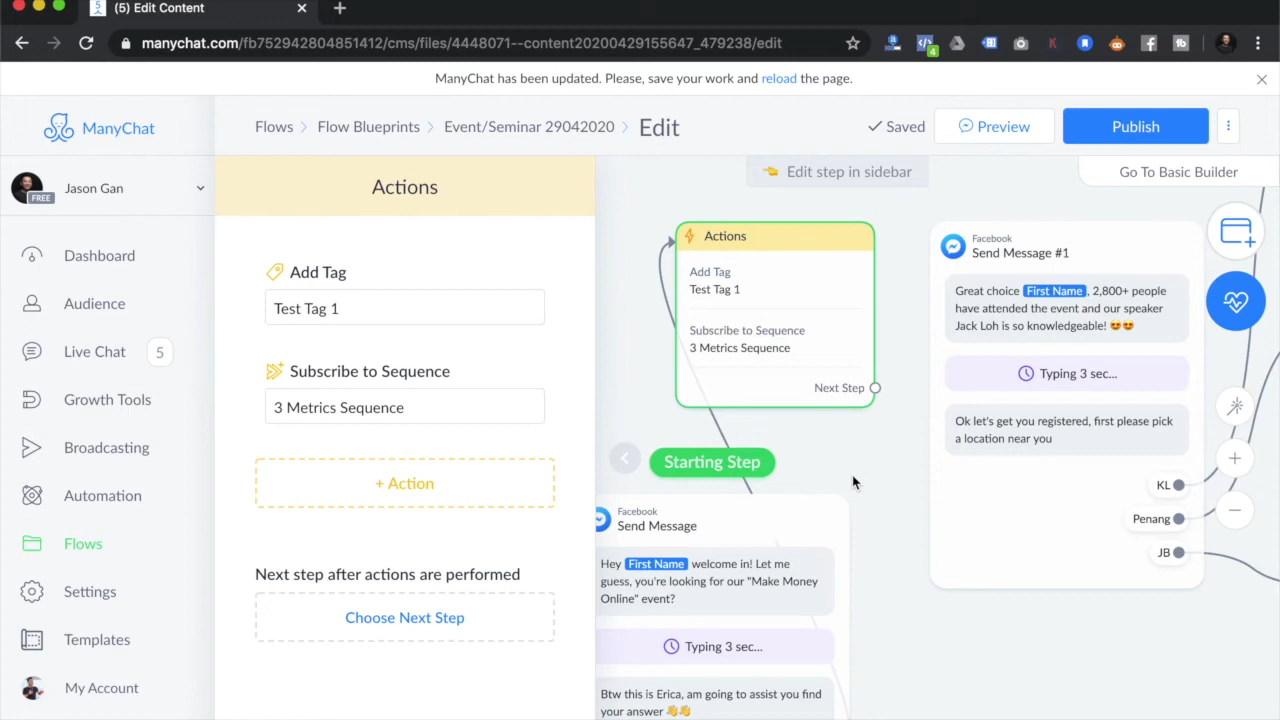 (5) Edit Content
manychat.com/fb752942804851412/cms/files/4448071--content20200429155647_479238/edit
4
ManyChat has been updated. Please, save your work and reload the page.
ManyChat
Flows
Flow Blueprints
Event/Seminar 29042020
Edit
Saved
Preview
Publish
FREE
Jason Gan
Dashboard
Audience
Live Chat
5
Growth Tools
Broadcasting
Automation
Flows
Settings
Templates
My Account
Actions
Add Tag
Test Tag 1
Subscribe to Sequence
3 Metrics Sequence
+ Action
Next step after actions are performed
Choose Next Step
Edit step in sidebar
Go To Basic Builder
Actions
Add Tag
Test Tag 1
Subscribe to Sequence
3 Metrics Sequence
Next Step
Starting Step
Facebook
Send Message
Hey First Name welcome in! Let me
guess, you're looking for our "Make Money
Online" event?
Typing 3 sec...
Btw this is Erica, am going to assist you find
your answer 👋👋
Facebook
Send Message #1
Great choice First Name, 2,800+ people
have attended the event and our speaker
Jack Loh is so knowledgeable! 😍😍
Typing 3 sec...
Ok let's get you registered, first please pick
a location near you
KL
Penang
JB